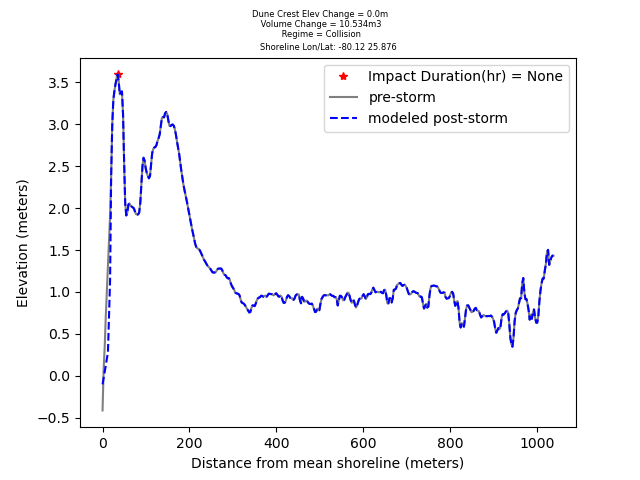 Dune Crest Elev Change = 0.0m
Volume Change = 10.534m3
Regime = Collision
Shoreline Lon/Lat: -80.12 25.876
Impact Duration(hr) = None
pre-storm
modeled post-storm
3.5
3.0
2.5
2.0
1.5
1.0
0.5
0.0
−0.5
Elevation (meters)
0 200 400 600 800 1000
Distance from mean shoreline (meters)